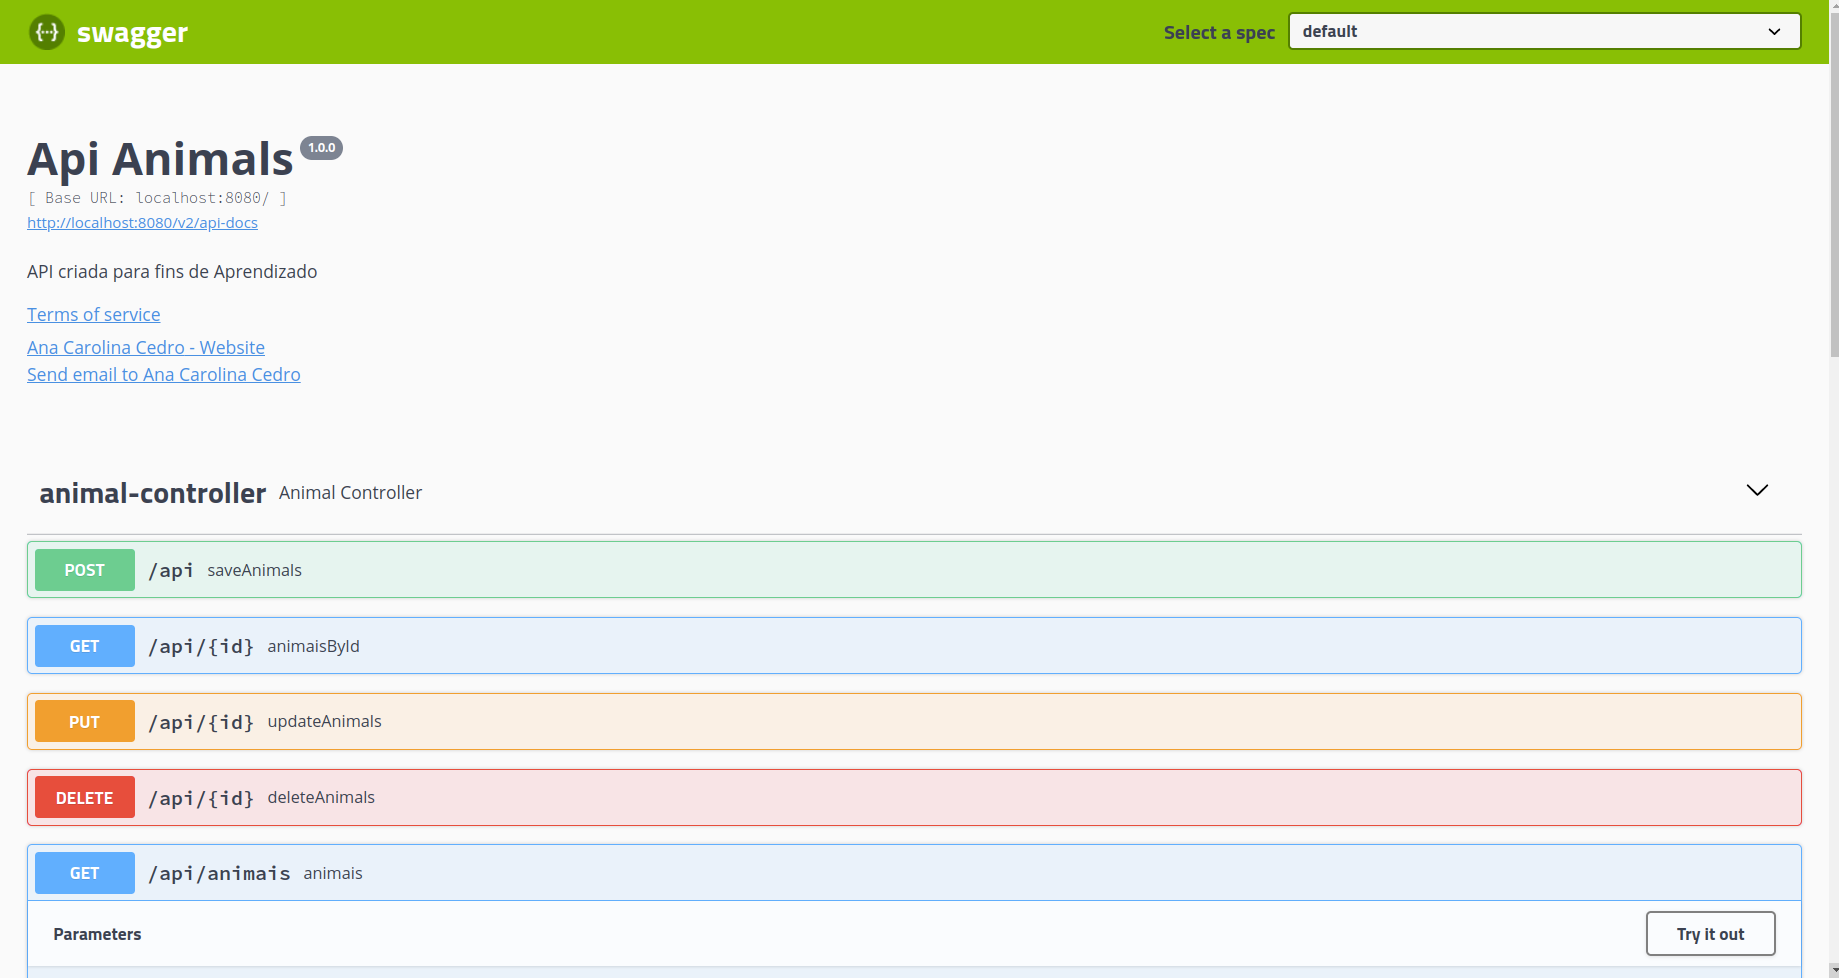 {···} swagger
Select a spec default
Api Animals 1.0.0
[ Base URL: localhost:8080/ ]
http://localhost:8080/v2/api-docs
API criada para fins de Aprendizado
Terms of service
Ana Carolina Cedro - Website
Send email to Ana Carolina Cedro
animal-controller Animal Controller
POST /api saveAnimals
GET /api/{id} animaisById
PUT /api/{id} updateAnimals
DELETE /api/{id} deleteAnimals
GET /api/animais animais
Parameters Try it out